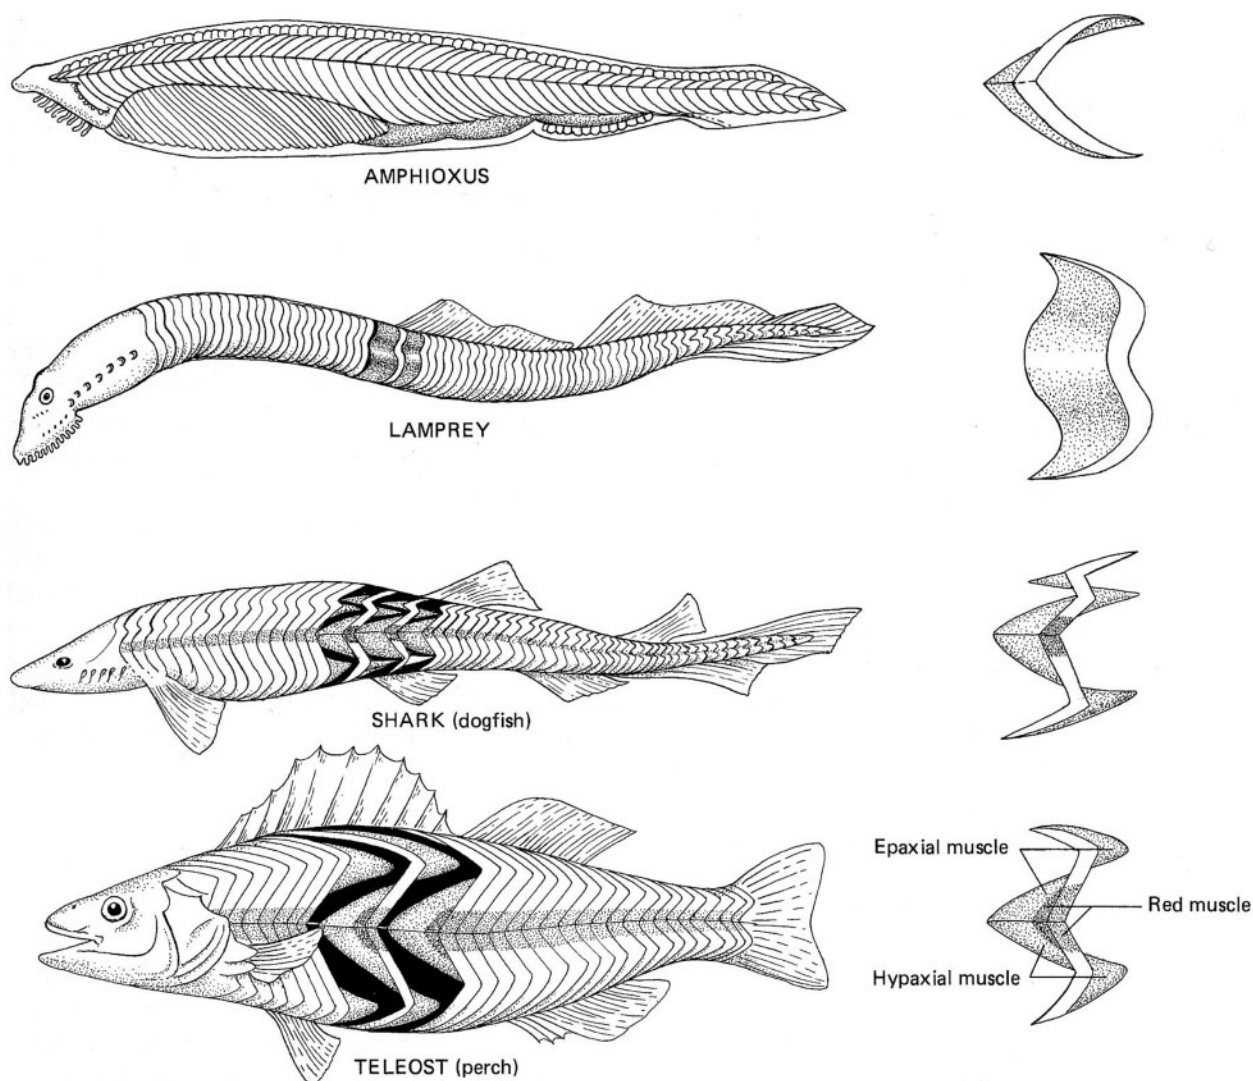 AMPHIOXUS
LAMPREY
SHARK (dogfish)
Epaxial muscle
Red muscle
Hypaxial muscle
TELEOST (perch)